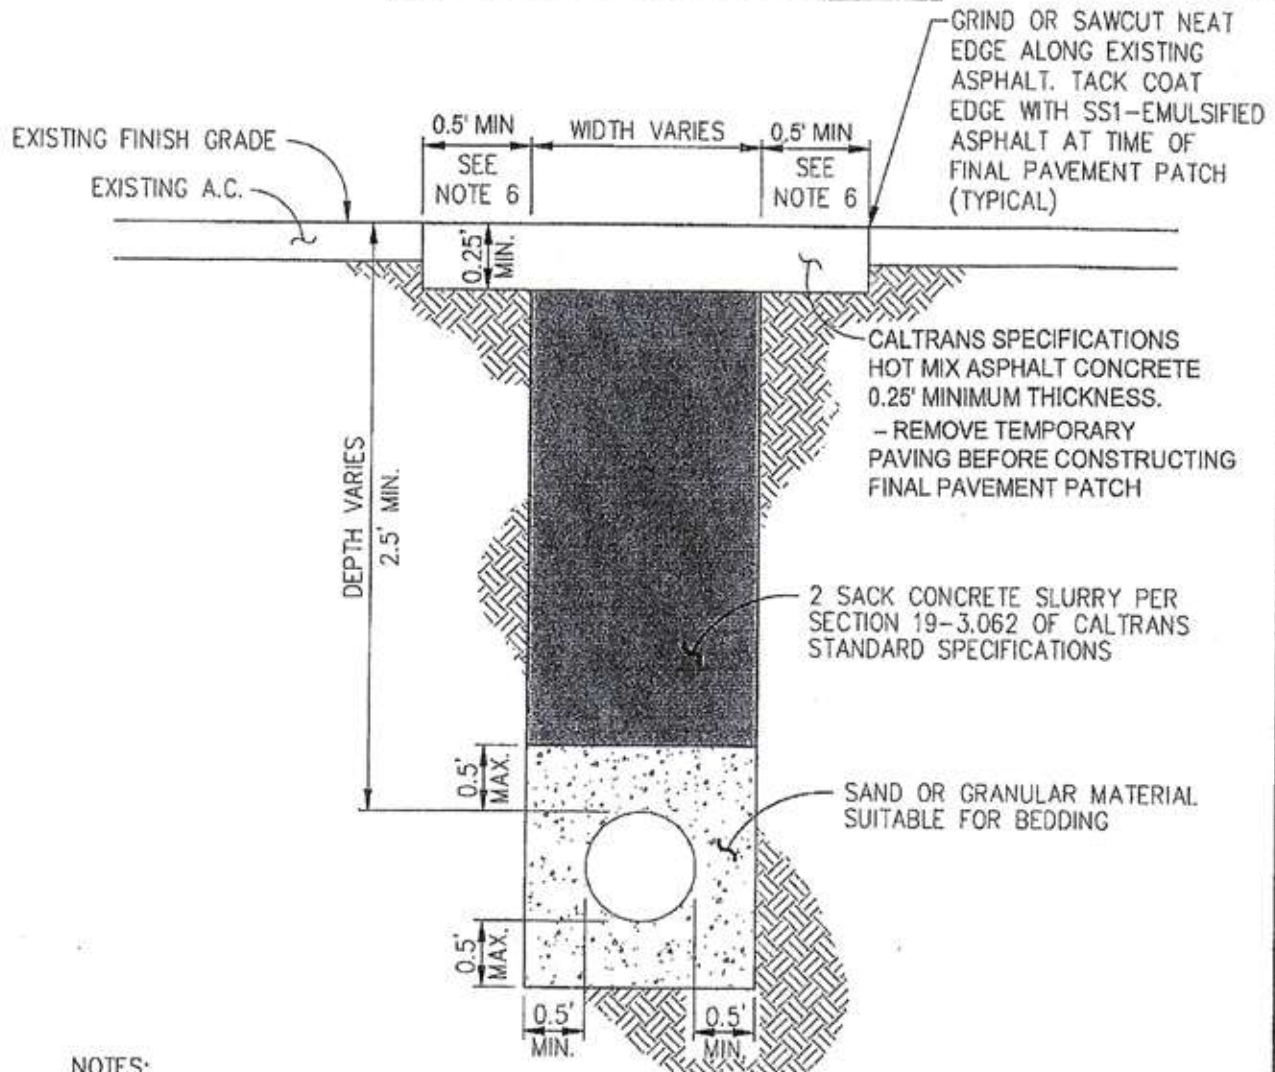 GRIND OR SAWCUT NEAT
EDGE ALONG EXISTING
ASPHALT. TACK COAT
EDGE WITH SS1-EMULSIFIED
ASPHALT AT TIME OF
FINAL PAVEMENT PATCH
(TYPICAL)
EXISTING FINISH GRADE
EXISTING A.C.
0.5' MIN
SEE
NOTE 6
WIDTH VARIES
0.5' MIN
SEE
NOTE 6
0.25'
MIN.
CALTRANS SPECIFICATIONS
HOT MIX ASPHALT CONCRETE
0.25' MINIMUM THICKNESS.
- REMOVE TEMPORARY
PAVING BEFORE CONSTRUCTING
FINAL PAVEMENT PATCH
DEPTH VARIES
2.5' MIN.
2 SACK CONCRETE SLURRY PER
SECTION 19-3.062 OF CALTRANS
STANDARD SPECIFICATIONS
0.5'
MAX.
SAND OR GRANULAR MATERIAL
SUITABLE FOR BEDDING
0.5'
MAX.
0.5'
MIN.
0.5'
MIN.
NOTES: